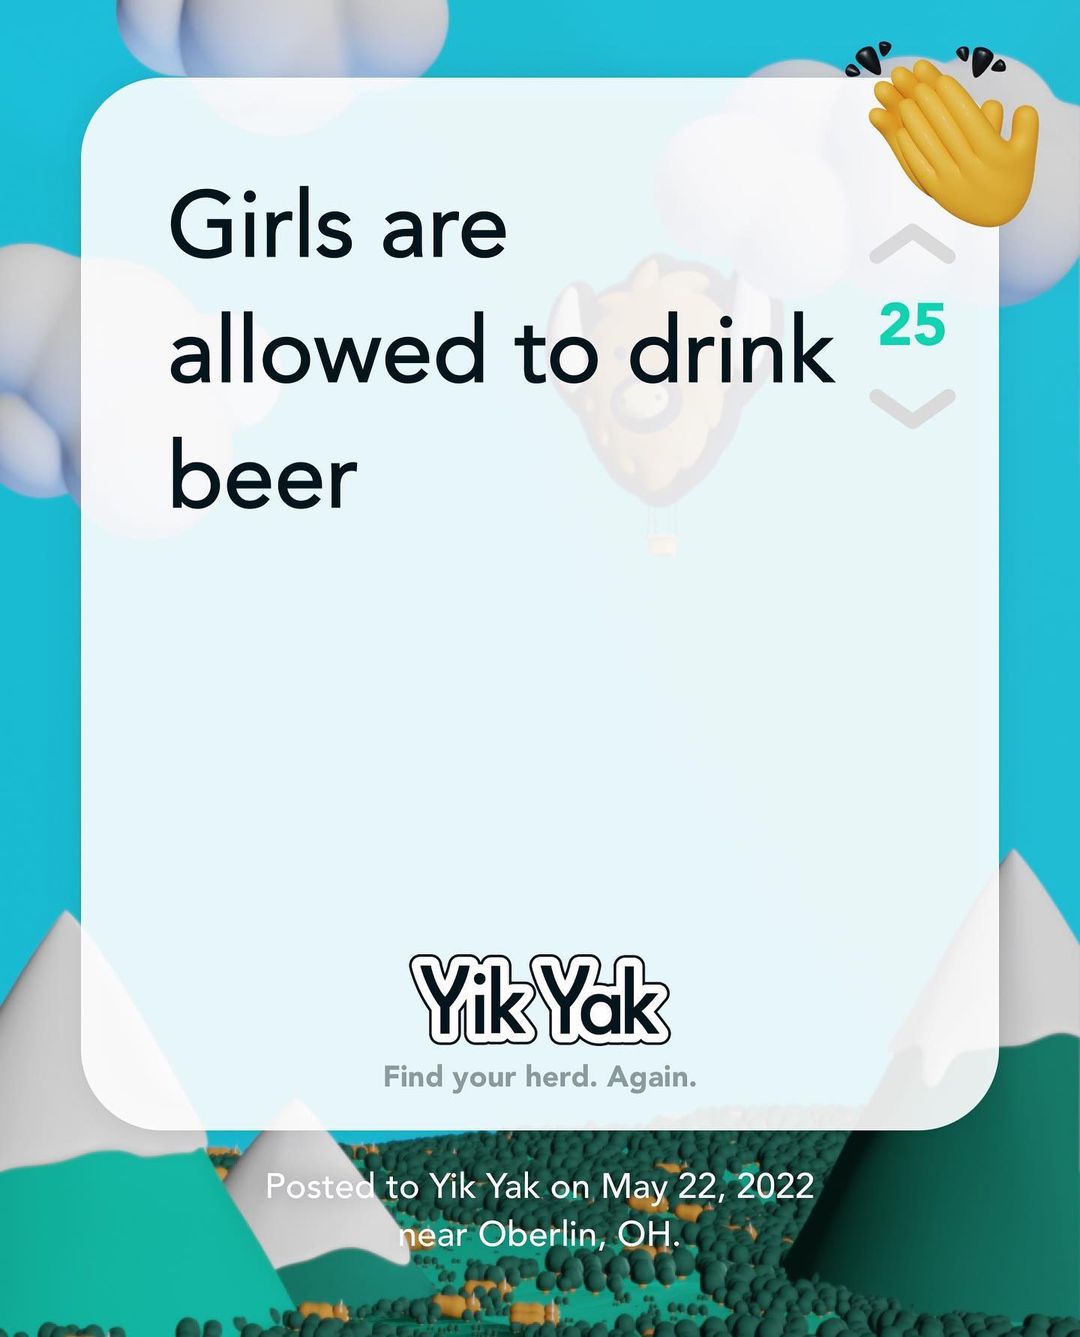 Girls are
allowed to drink
beer
25
Yik Yak
Find your herd. Again.
Posted to Yik Yak on May 22, 2022
near Oberlin, OH.